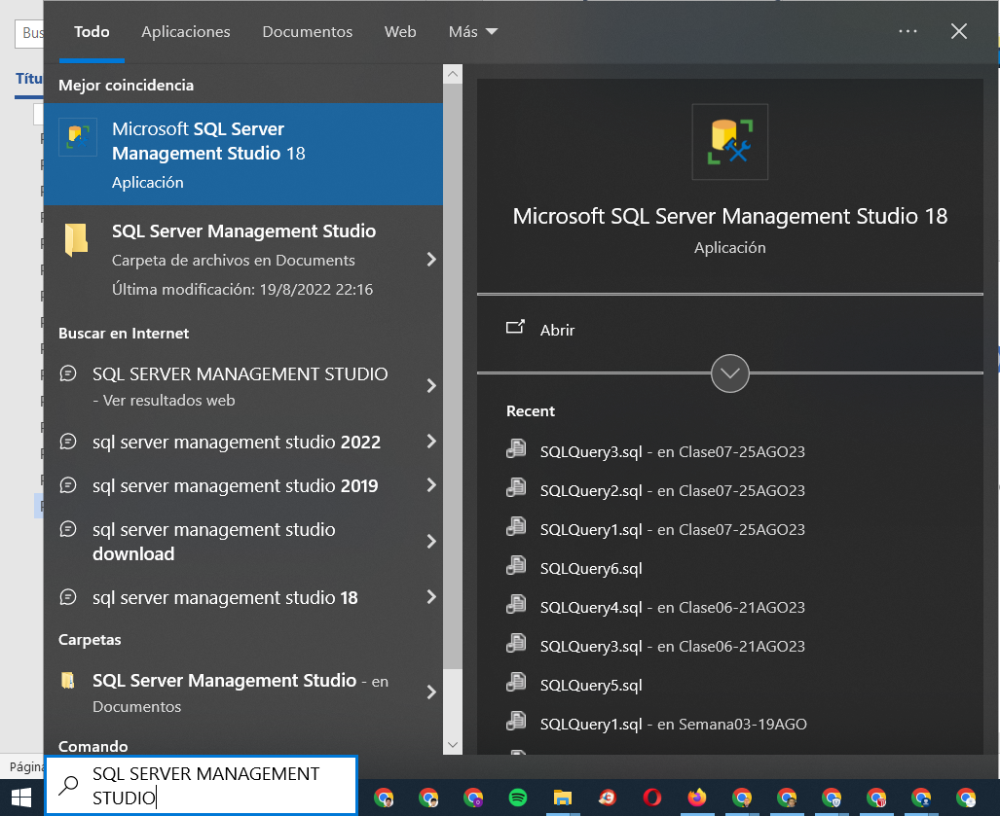 Bus
Todo
Aplicaciones
Documentos
Web
Más
Títu
Mejor coincidencia
Microsoft SQL Server
Management Studio 18
Aplicación
SQL Server Management Studio
Carpeta de archivos en Documents
Última modificación: 19/8/2022 22:16
Buscar en Internet
SQL SERVER MANAGEMENT STUDIO
- Ver resultados web
sql server management studio 2022
sql server management studio 2019
sql server management studio
download
sql server management studio 18
Carpetas
SQL Server Management Studio - en
Documentos
Comando
Microsoft SQL Server Management Studio 18
Aplicación
Abrir
Recent
SQLQuery3.sql - en Clase07-25AGO23
SQLQuery2.sql - en Clase07-25AGO23
SQLQuery1.sql - en Clase07-25AGO23
SQLQuery6.sql
SQLQuery4.sql - en Clase06-21AGO23
SQLQuery3.sql - en Clase06-21AGO23
SQLQuery5.sql
SQLQuery1.sql - en Semana03-19AGO
Página
SQL SERVER MANAGEMENT
STUDIO